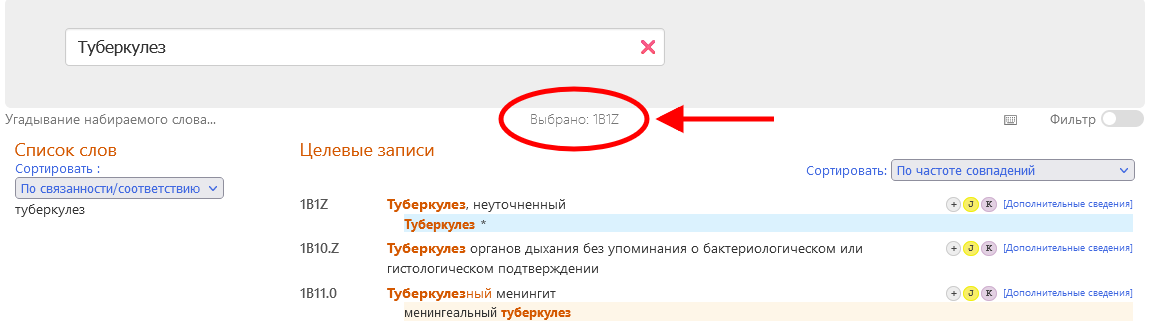 Туберкулез
Угадывание набираемого слова...
Выбрано: 1B1Z
Фильтр
Список слов
Сортировать :
По связанности/соответствию
туберкулез
Целевые записи
Сортировать: По частоте совпадений
1B1Z Туберкулез, неуточненный + J K [Дополнительные сведения]
Туберкулез *
1B10.Z Туберкулез органов дыхания без упоминания о бактериологическом или + J K [Дополнительные сведения]
гистологическом подтверждении
1B11.0 Туберкулезный менингит + J K [Дополнительные сведения]
менингеальный туберкулез